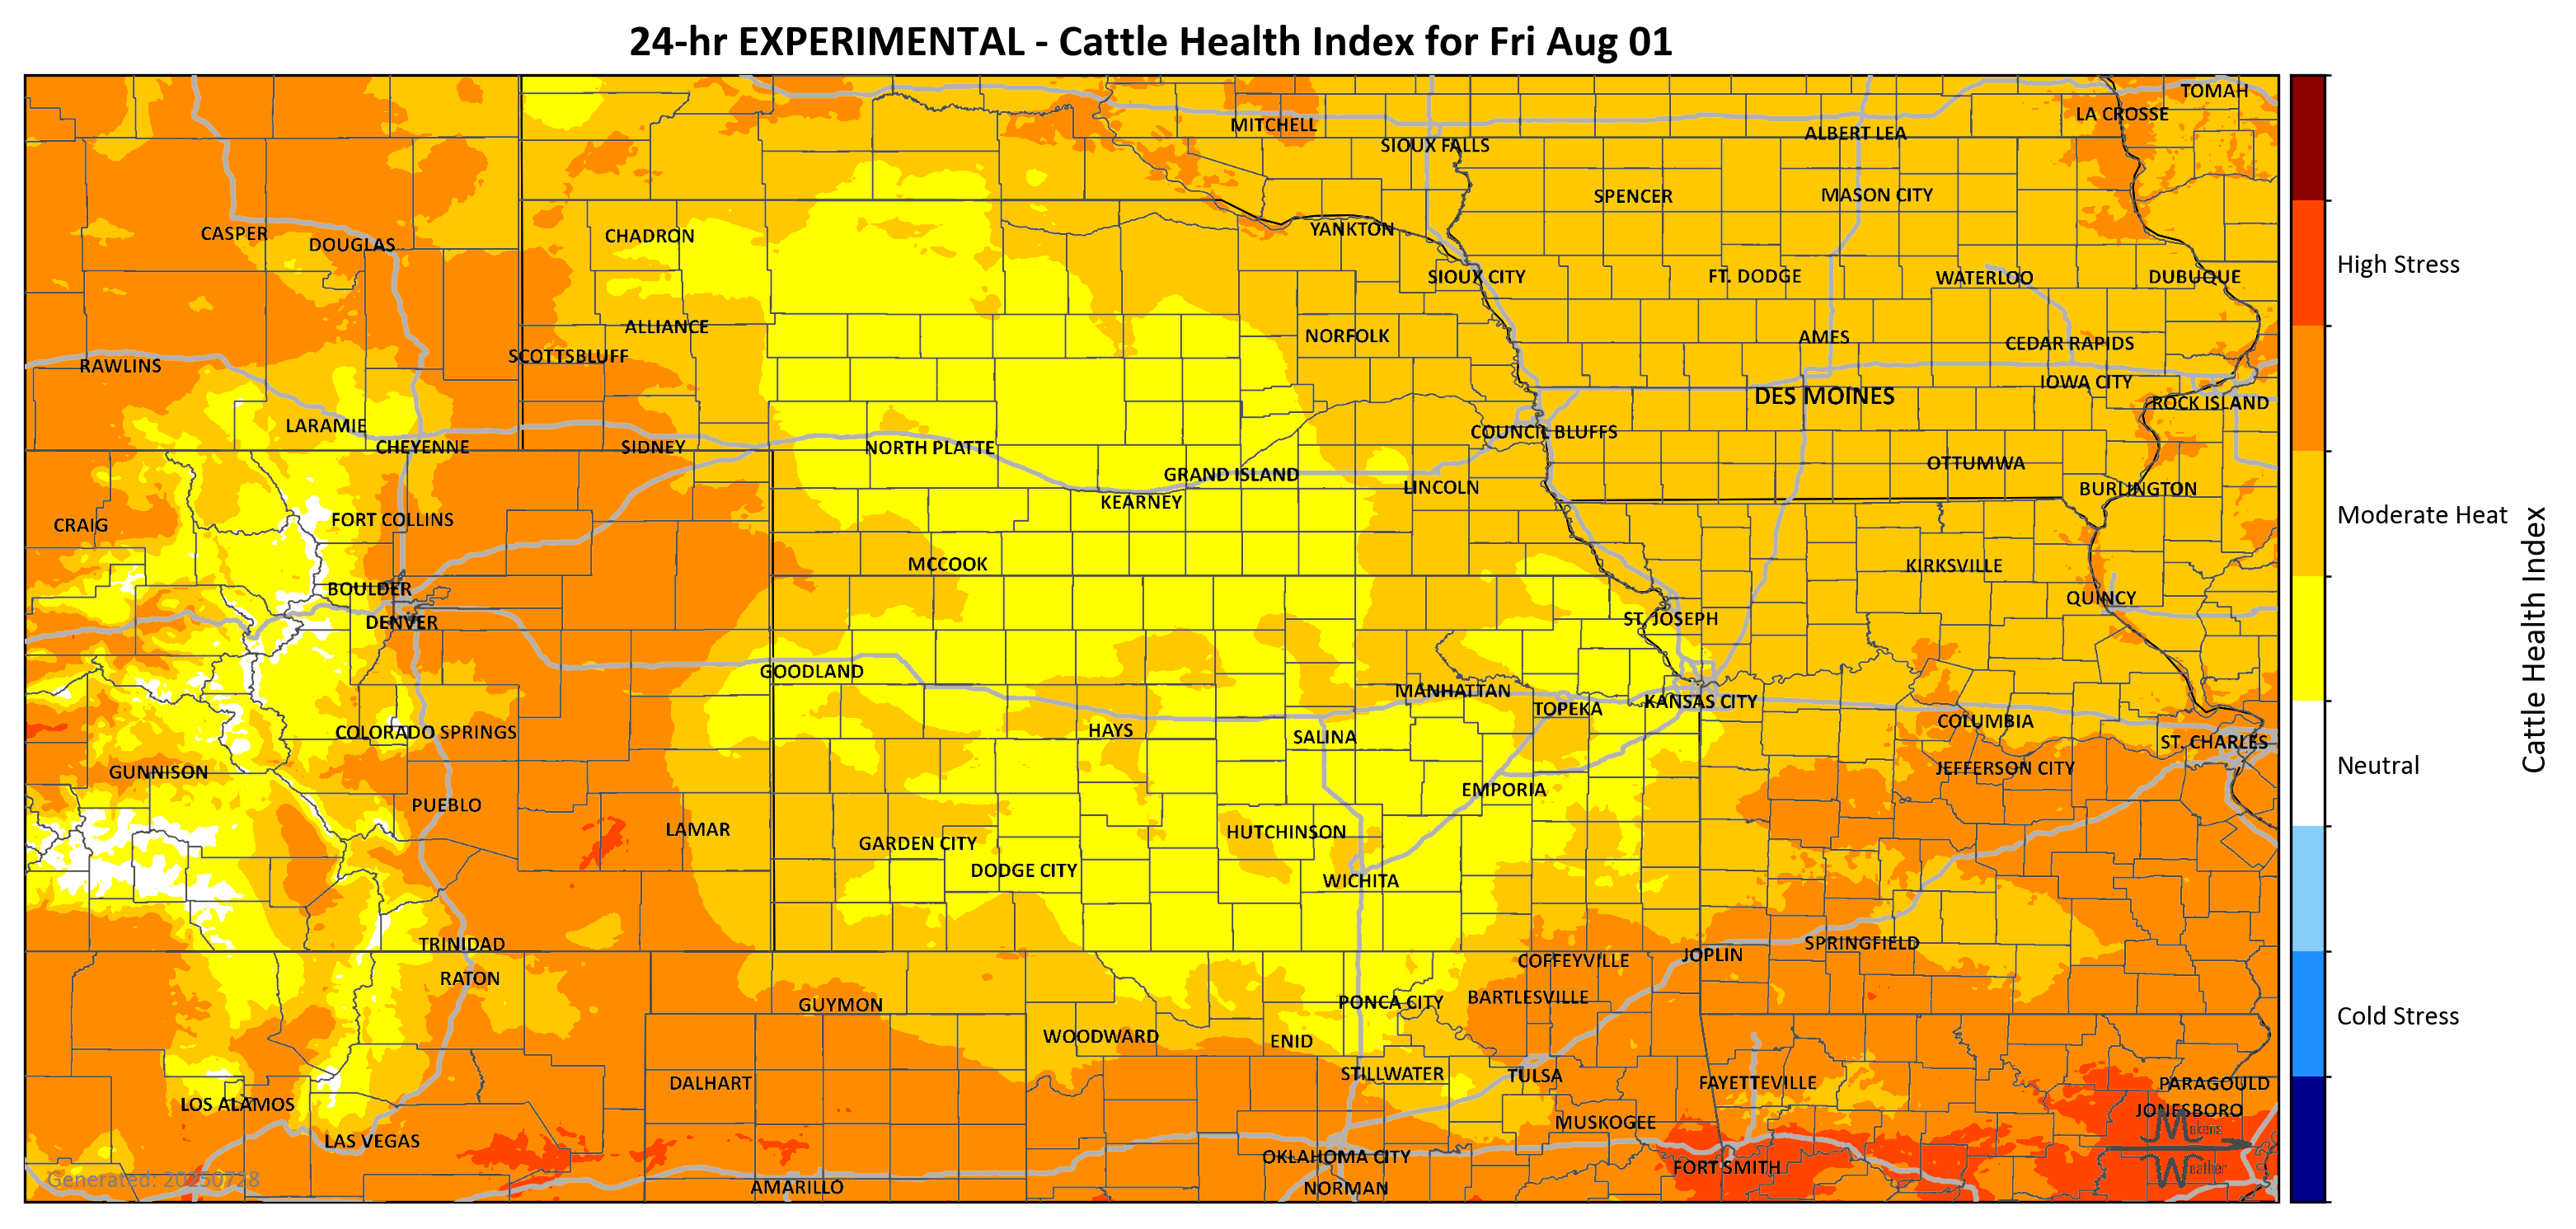 24-hr EXPERIMENTAL - Cattle Health Index for Fri Aug 01
TOMAH
LA CROSSE
MITCHELL
ALBERT LEA
SIOUX FALLS
SPENCER
MASON CITY
CASPER
DOUGLAS
CHADRON
YANKTON
High Stress
SIOUX CITY
FT. DODGE
WATERLOO
DUBUQUE
ALLIANCE
NORFOLK
AMES
CEDAR RAPIDS
SCOTTSBLUFF
RAWLINS
IOWA CITY
DES MOINES
ROCK ISLAND
LARAMIE
COUNCIL BLUFFS
CHEYENNE
SIDNEY
NORTH PLATTE
OTTUMWA
GRAND ISLAND
LINCOLN
BURLINGTON
KEARNEY
Moderate Heat
CRAIG
FORT COLLINS
MCCOOK
KIRKSVILLE
BOULDER
QUINCY
DENVER
ST. JOSEPH
Cattle Health Index
GOODLAND
MANHATTAN
KANSAS CITY
TOPEKA
COLUMBIA
COLORADO SPRINGS
HAYS
SALINA
ST. CHARLES
GUNNISON
JEFFERSON CITY
Neutral
EMPORIA
PUEBLO
LAMAR
HUTCHINSON
GARDEN CITY
DODGE CITY
WICHITA
TRINIDAD
SPRINGFIELD
JOPLIN
COFFEYVILLE
RATON
BARTLESVILLE
GUYMON
PONCA CITY
Cold Stress
WOODWARD
ENID
STILLWATER
TULSA
DALHART
FAYETTEVILLE
PARAGOULD
LOS ALAMOS
JONESBORO
MUSKOGEE
Makens
LAS VEGAS
OKLAHOMA CITY
FORT SMITH
Weather
Generated: 20250728
AMARILLO
NORMAN